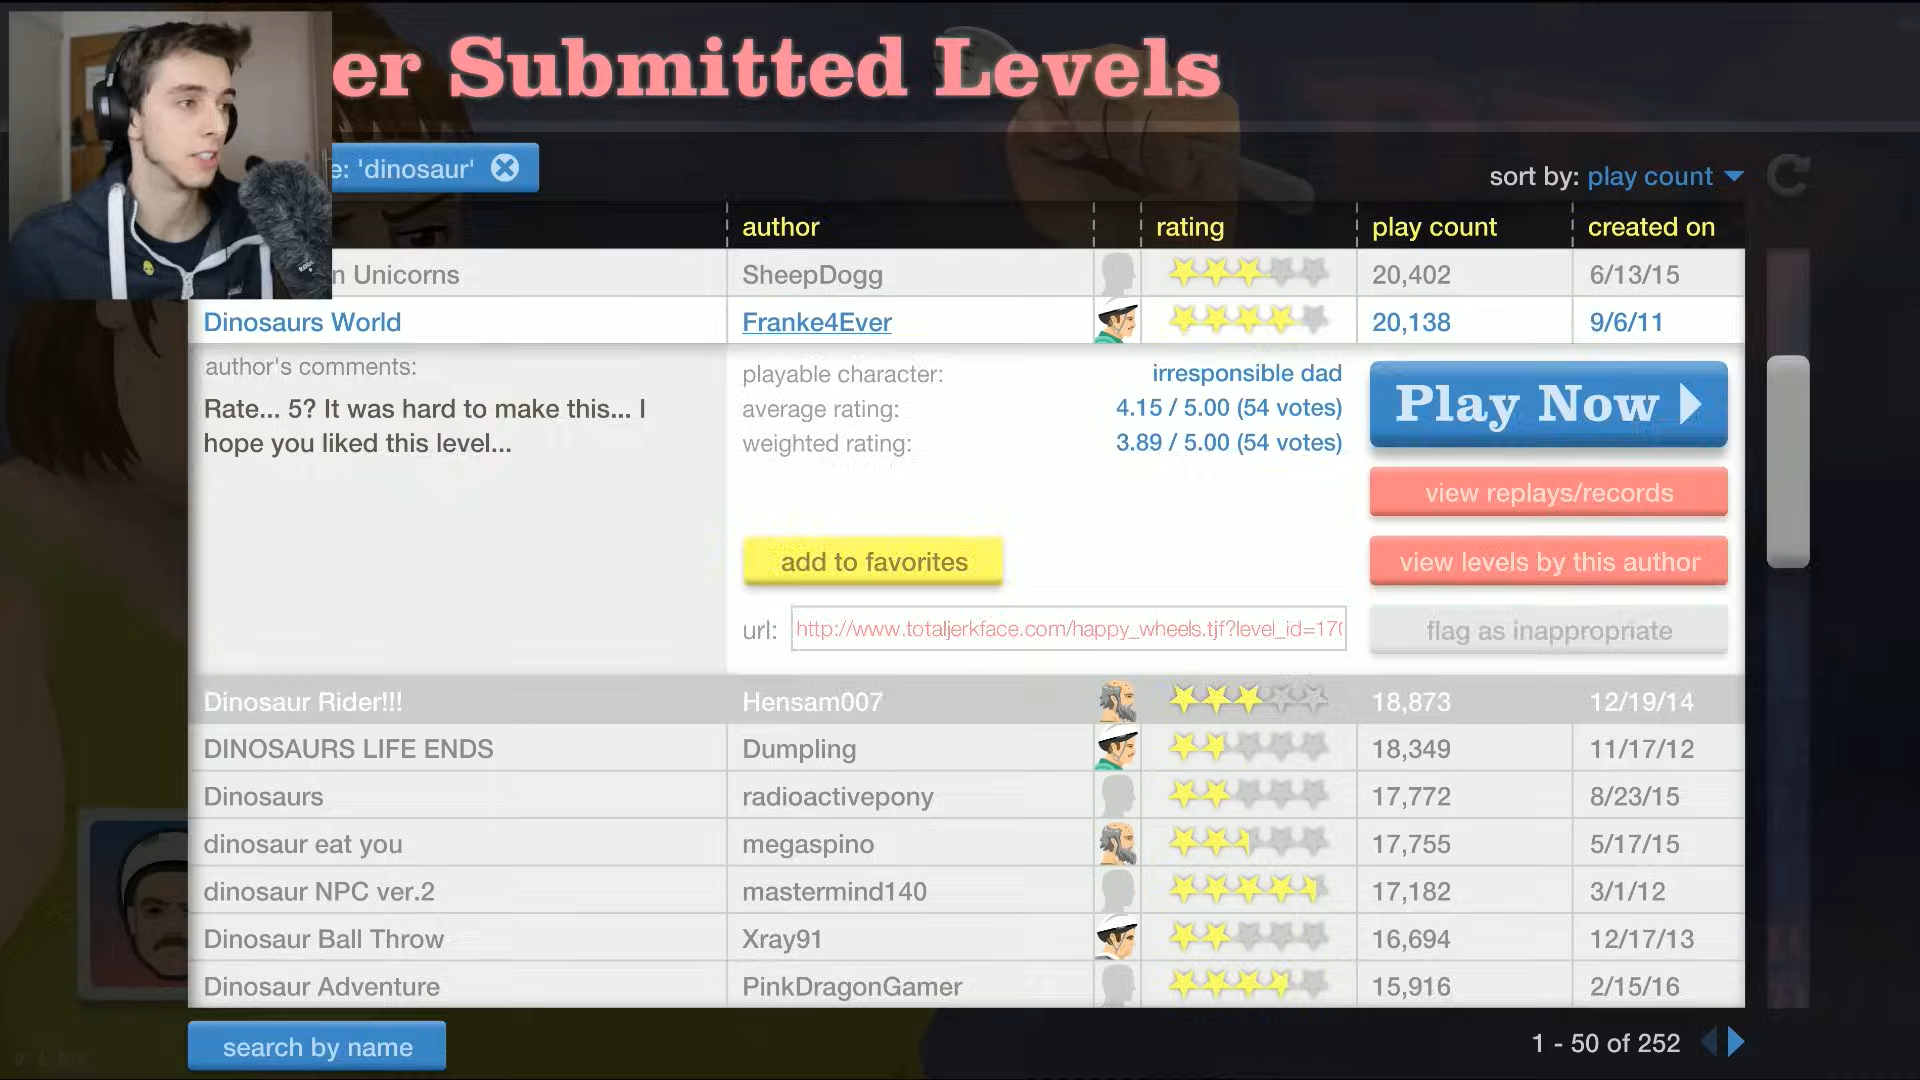 er Submitted Levels
e: 'dinosaur'
sort by: play count
author rating play count created on
n Unicorns SheepDogg 20,402 6/13/15
Dinosaurs World Franke4Ever 20,138 9/6/11
author's comments:
Rate... 5? It was hard to make this... I
hope you liked this level...
playable character: irresponsible dad
average rating: 4.15 / 5.00 (54 votes)
weighted rating: 3.89 / 5.00 (54 votes)
add to favorites
url: http://www.totaljerkface.com/happy_wheels.tjf?level_id=17
Play Now
view replays/records
view levels by this author
flag as inappropriate
Dinosaur Rider!!! Hensam007 18,873 12/19/14
DINOSAURS LIFE ENDS Dumpling 18,349 11/17/12
Dinosaurs radioactivepony 17,772 8/23/15
dinosaur eat you megaspino 17,755 5/17/15
dinosaur NPC ver.2 mastermind140 17,182 3/1/12
Dinosaur Ball Throw Xray91 16,694 12/17/13
Dinosaur Adventure PinkDragonGamer 15,916 2/15/16
search by name
1 - 50 of 252